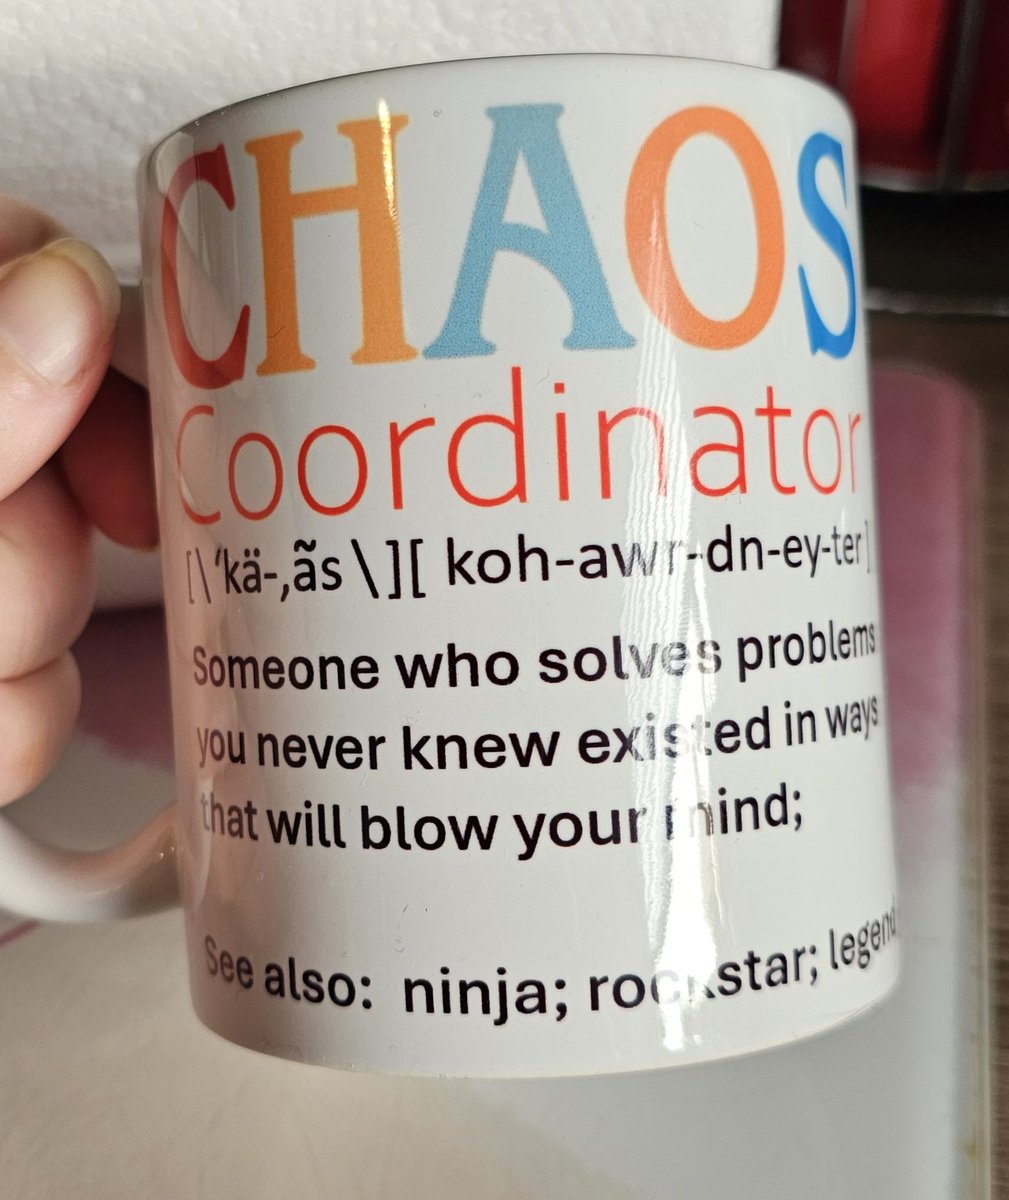 CHAOS
Coordinator
[\ ˈkä-ˌãs \][ koh-awr-dn-ey-ter]
Someone who solves problems
you never knew existed in ways
that will blow your mind;
See also: ninja; rockstar; legend